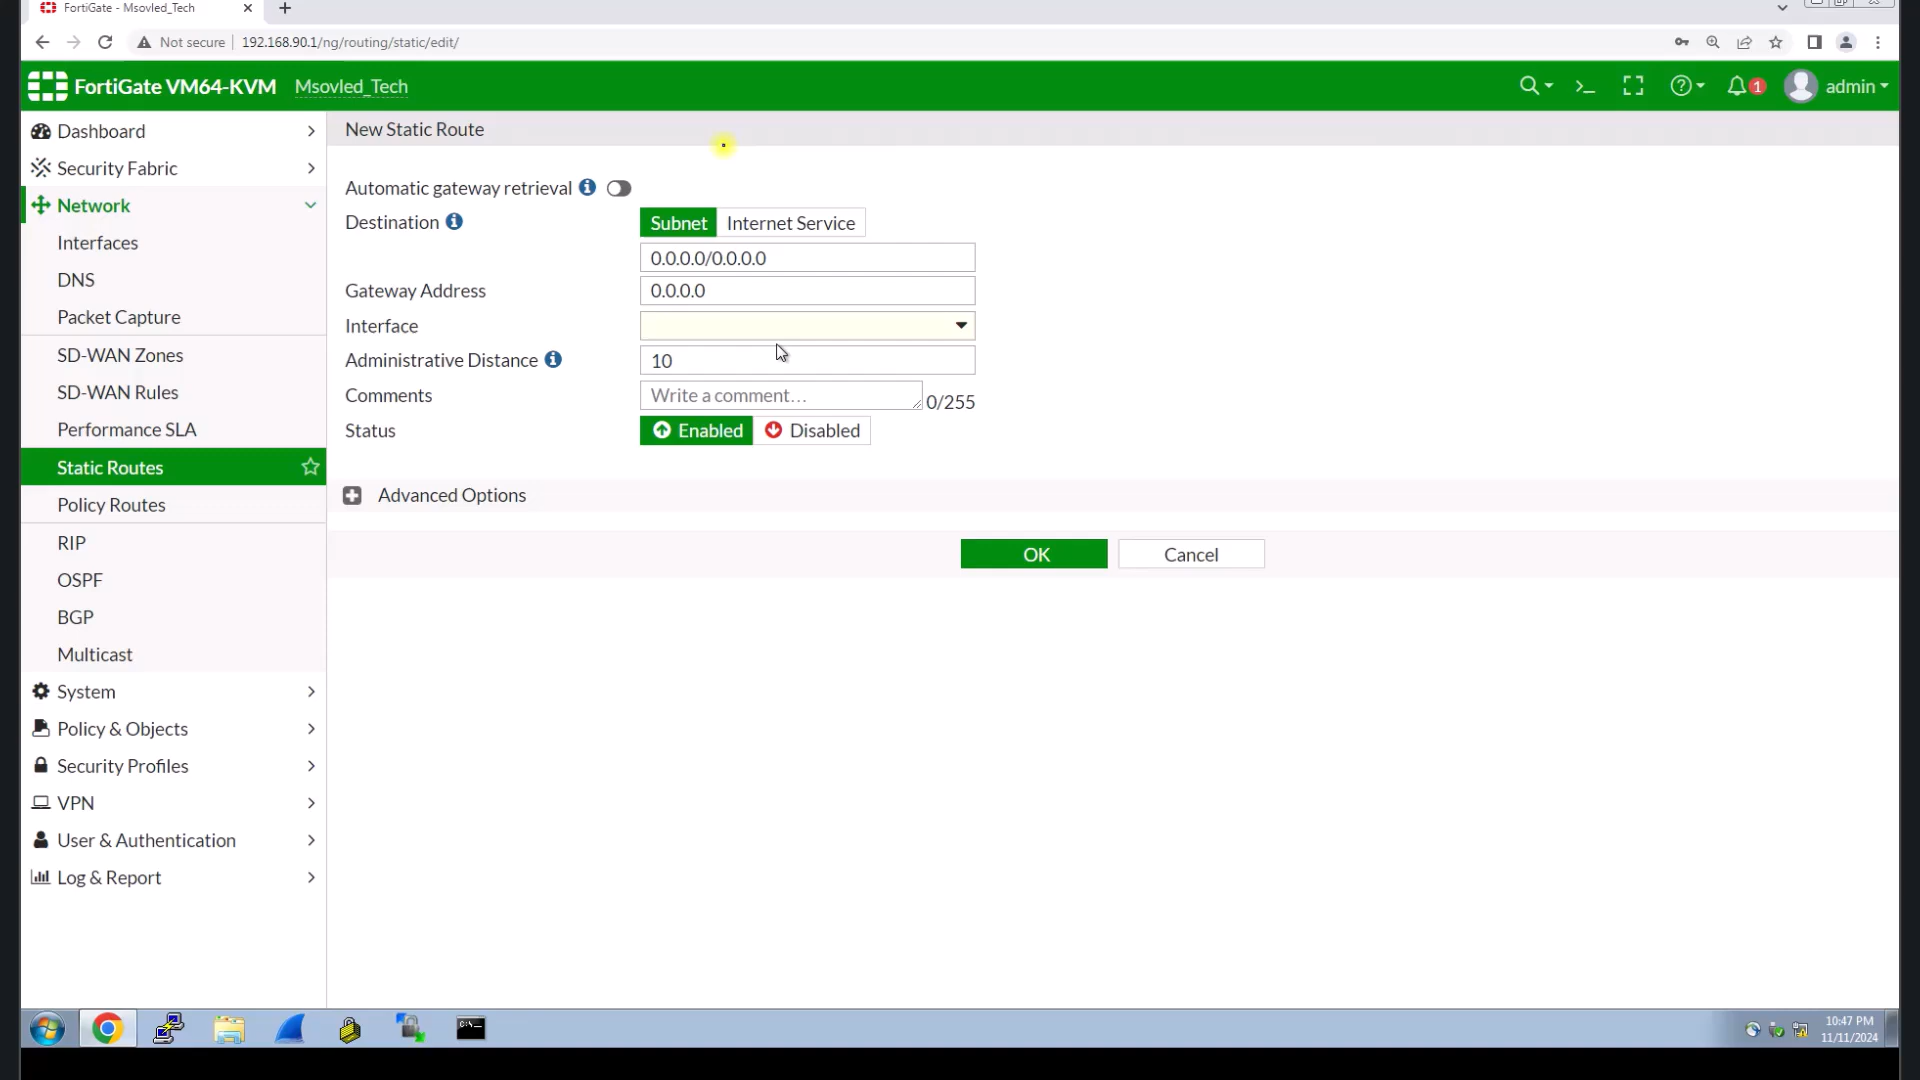 FortiGate - Msovled_Tech
Not secure
192.168.90.1/ng/routing/static/edit/
FortiGate VM64-KVM
Msovled_Tech
1
admin
Dashboard
Security Fabric
Network
Interfaces
DNS
Packet Capture
SD-WAN Zones
SD-WAN Rules
Performance SLA
Static Routes
Policy Routes
RIP
OSPF
BGP
Multicast
System
Policy & Objects
Security Profiles
VPN
User & Authentication
Log & Report
New Static Route
Automatic gateway retrieval
Destination
Subnet
Internet Service
0.0.0.0/0.0.0.0
Gateway Address
0.0.0.0
Interface
Administrative Distance
10
Comments
Write a comment...
0/255
Status
Enabled
Disabled
Advanced Options
OK
Cancel
10:47 PM
11/11/2024